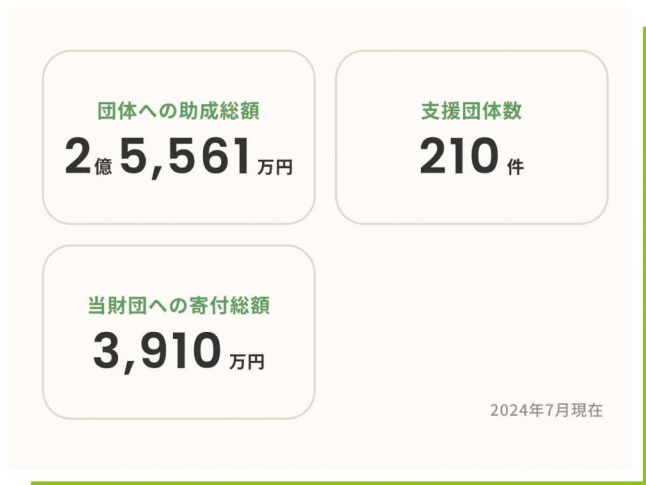 団体への助成総額
2億5,561万円
支援団体数
210件
当財団への寄付総額
3,910万円
2024年7月現在